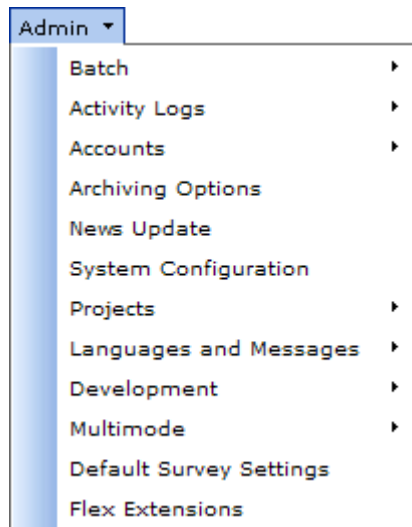 Admin
Batch
Activity Logs
Accounts
Archiving Options
News Update
System Configuration
Projects
Languages and Messages
Development
Multimode
Default Survey Settings
Flex Extensions